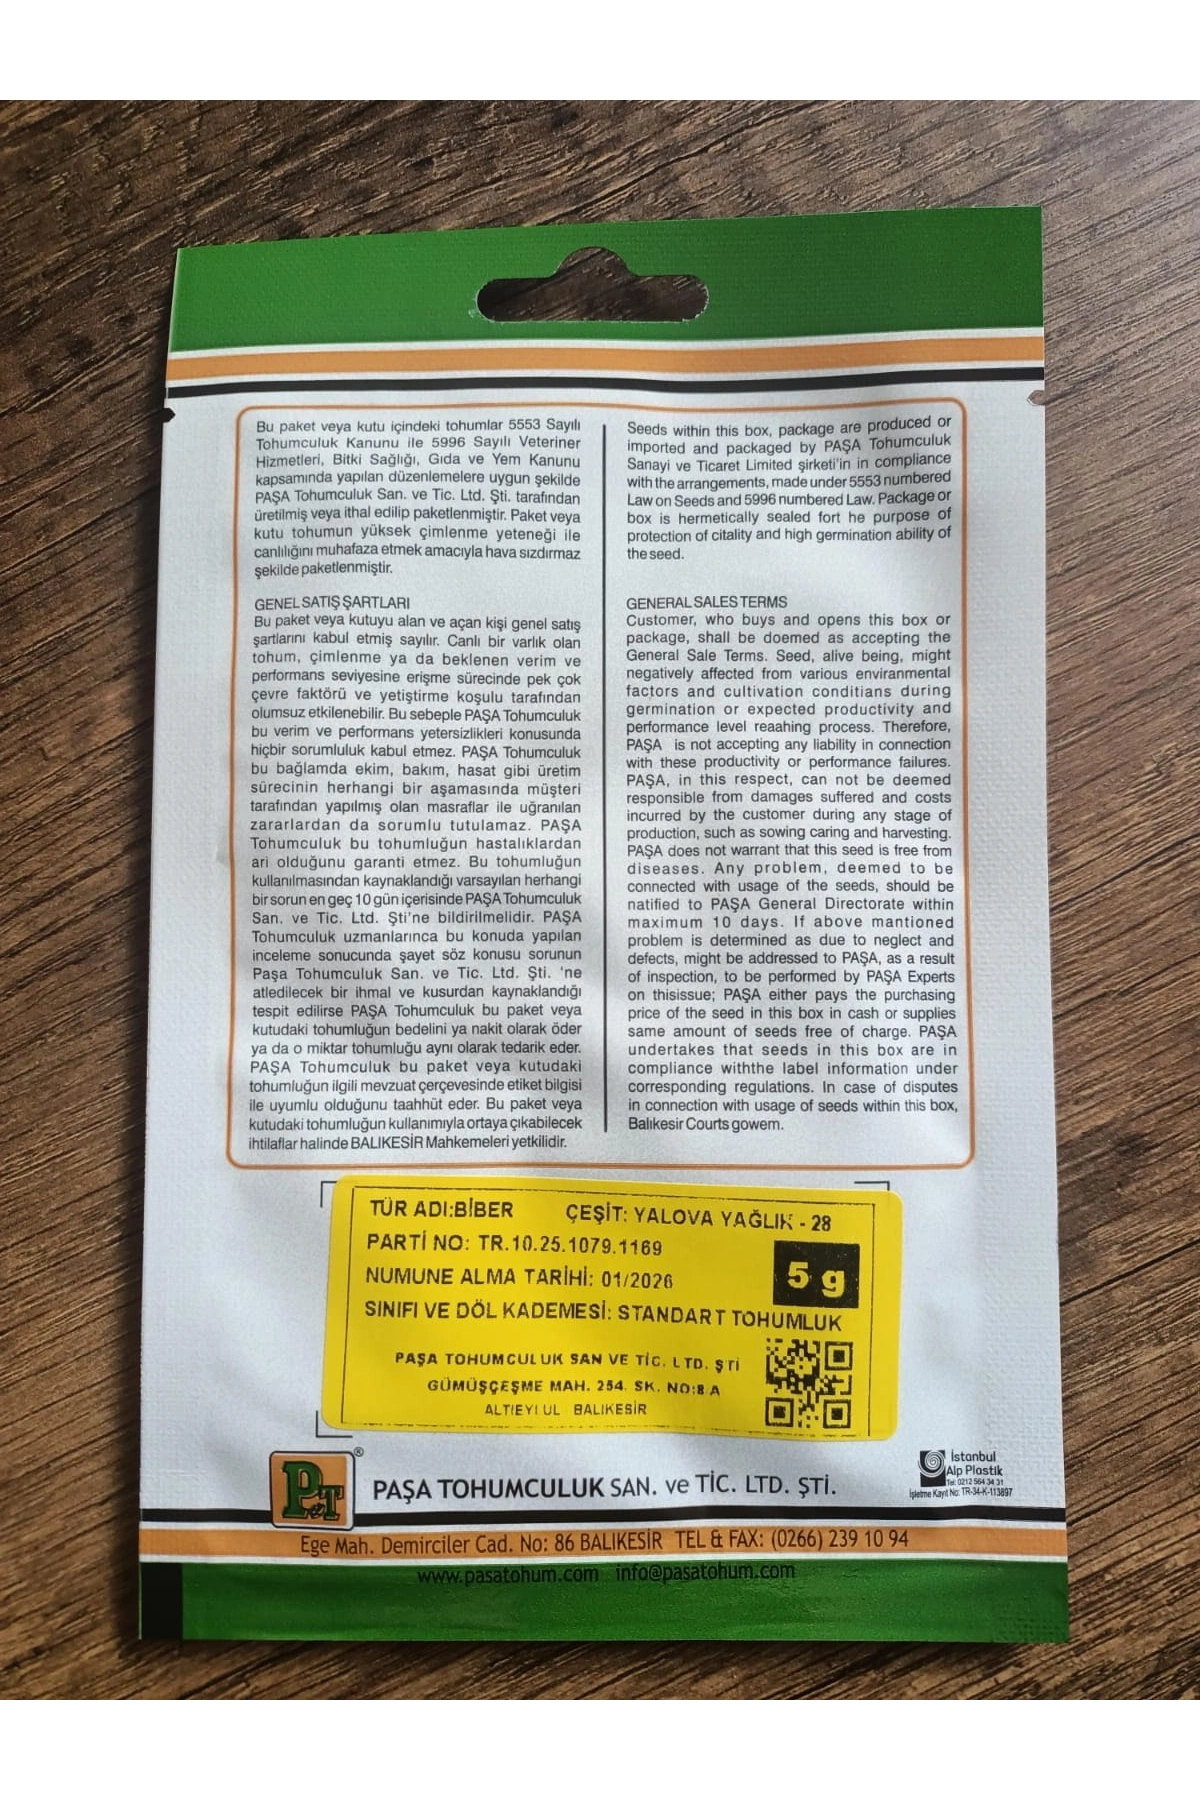 Bu paket veya kutu içindeki tohumlar 5553 Sayılı
Tohumculuk Kanunu ile 5996 Sayılı Veteriner
Hizmetleri, Bitki Sağlığı, Gıda ve Yem Kanunu
kapsamında yapılan düzenlemelere uygun şekilde
PAŞA Tohumculuk San. ve Tic. Ltd. Şti. tarafından
üretilmiş veya ithal edilip paketlenmiştir. Paket veya
kutu tohumun yüksek çimlenme yeteneği ile
canlılığını muhafaza etmek amacıyla hava sızdırmaz
şekilde paketlenmiştir.
GENEL SATIŞ ŞARTLARI
Bu paket veya kutuyu alan ve açan kişi genel satış
şartlarını kabul etmiş sayılır. Canlı bir varlık olan
tohum, çimlenme ya da beklenen verim ve
performans seviyesine erişme sürecinde pek çok
çevre faktörü ve yetiştirme koşulu tarafından
olumsuz etkilenebilir. Bu sebeple PAŞA Tohumculuk
bu verim ve performans yetersizlikleri konusunda
hiçbir sorumluluk kabul etmez. PAŞA Tohumculuk
bu bağlamda ekim, bakım, hasat gibi üretim
sürecinin herhangi bir aşamasında müşteri
tarafından yapılmış olan masraflar ile uğranılan
zararlardan da sorumlu tutulamaz. PAŞA
Tohumculuk bu tohumluğun hastalıklardan
ari olduğunu garanti etmez. Bu tohumluğun
kullanılmasından kaynaklandığı varsayılan herhangi
bir sorun en geç 10 gün içerisinde PAŞA Tohumculuk
San. ve Tic. Ltd. Şti'ne bildirilmelidir. PAŞA
Tohumculuk uzmanlarınca bu konuda yapılan
inceleme sonucunda şayet söz konusu sorunun
Paşa Tohumculuk San. ve Tic. Ltd. Şti. 'ne
atledilecek bir ihmal ve kusurdan kaynaklandığı
tespit edilirse PAŞA Tohumculuk bu paket veya
kutudaki tohumluğun bedelini ya nakit olarak öder
ya da o miktar tohumluğu aynı olarak tedarik eder.
PAŞA Tohumculuk bu paket veya kutudaki
tohumluğun ilgili mevzuat çerçevesinde etiket bilgisi
ile uyumlu olduğunu taahhüt eder. Bu paket veya
kutudaki tohumluğun kullanımıyla ortaya çıkabilecek
ihtilaflar halinde BALIKESİR Mahkemeleri yetkilidir.
Seeds within this box, package are produced or
imported and packaged by PAŞA Tohumculuk
Sanayi ve Ticaret Limited şirketi'in in compliance
with the arrangements, made under 5553 numbered
Law on Seeds and 5996 numbered Law. Package or
box is hermetically sealed fort he purpose of
protection of citality and high germination ability of
the seed.
GENERAL SALES TERMS
Customer, who buys and opens this box or
package, shall be doemed as accepting the
General Sale Terms. Seed, alive being, might
negatively affected from various enviranmental
factors and cultivation conditians during
germination or expected productivity and
performance level reaahing process. Therefore,
PAŞA is not accepting any liability in connection
with these productivity or performance failures.
PAŞA, in this respect, can not be deemed
responsible from damages suffered and costs
incurred by the customer during any stage of
production, such as sowing caring and harvesting.
PAŞA does not warrant that this seed is free from
diseases. Any problem, deemed to be
connected with usage of the seeds, should be
natified to PAŞA General Directorate within
maximum 10 days. If above mantioned
problem is determined as due to neglect and
defects, might be addressed to PAŞA, as a result
of inspection, to be performed by PAŞA Experts
on thisissue; PAŞA either pays the purchasing
price of the seed in this box in cash or supplies
same amount of seeds free of charge. PAŞA
undertakes that seeds in this box are in
compliance withthe label information under
corresponding regulations. In case of disputes
in connection with usage of seeds within this box,
Balıkesir Courts gowem.
TÜR ADI:BİBER ÇEŞİT: YALOVA YAĞLIK - 28
PARTİ NO: TR.10.25.1079.1169
NUMUNE ALMA TARİHİ: 01/2026
5 g
SINIFI VE DÖL KADEMESİ: STANDART TOHUMLUK
PAŞA TOHUMCULUK SAN VE TİC. LTD. ŞTİ
GÜMÜŞÇEŞME MAH. 254. SK. NO:8 A
ALTIEYLUL BALIKESİR
PeT ®
PAŞA TOHUMCULUK SAN. ve TİC. LTD. ŞTİ.
İstanbul
Alp Plastik
Tel: 0212 564 34 31
İşletme Kayıt No: TR-34-K-113897
Ege Mah. Demirciler Cad. No: 86 BALIKESİR TEL & FAX: (0266) 239 10 94
www.pasatohum.com info@pasatohum.com